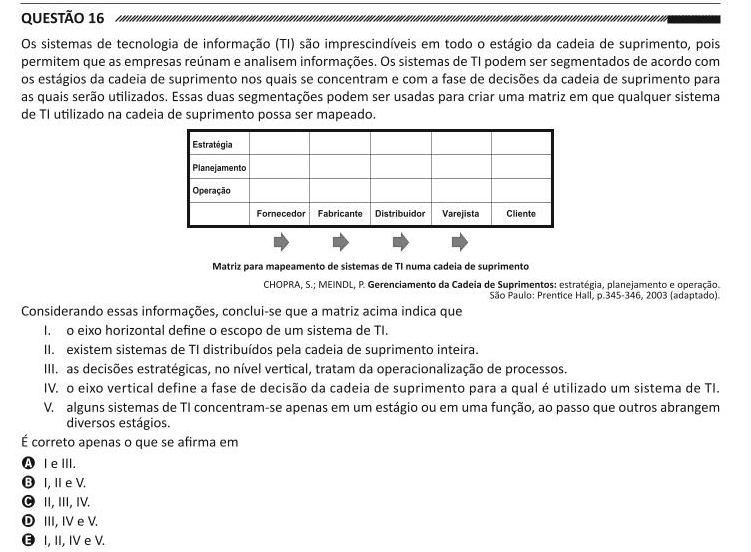 QUESTÃO 16
Os sistemas de tecnologia de informação (TI) são imprescindíveis em todo o estágio da cadeia de suprimento, pois
permitem que as empresas reúnam e analisem informações. Os sistemas de TI podem ser segmentados de acordo com
os estágios da cadeia de suprimento nos quais se concentram e com a fase de decisões da cadeia de suprimento para
as quais serão utilizados. Essas duas segmentações podem ser usadas para criar uma matriz em que qualquer sistema
de TI utilizado na cadeia de suprimento possa ser mapeado.
Estratégia
Planejamento
Operação
Fornecedor Fabricante Distribuidor Varejista Cliente
Matriz para mapeamento de sistemas de TI numa cadeia de suprimento
CHOPRA, S.; MEINDL, P. Gerenciamento da Cadeia de Suprimentos: estratégia, planejamento e operação.
São Paulo: Prentice Hall, p.345-346, 2003 (adaptado).
Considerando essas informações, conclui-se que a matriz acima indica que
I. o eixo horizontal define o escopo de um sistema de TI.
II. existem sistemas de TI distribuídos pela cadeia de suprimento inteira.
III. as decisões estratégicas, no nível vertical, tratam da operacionalização de processos.
IV. o eixo vertical define a fase de decisão da cadeia de suprimento para a qual é utilizado um sistema de TI.
V. alguns sistemas de TI concentram-se apenas em um estágio ou em uma função, ao passo que outros abrangem
diversos estágios.
É correto apenas o que se afirma em
A I e III.
B I, II e V.
C II, III, IV.
D III, IV e V.
E I, II, IV e V.